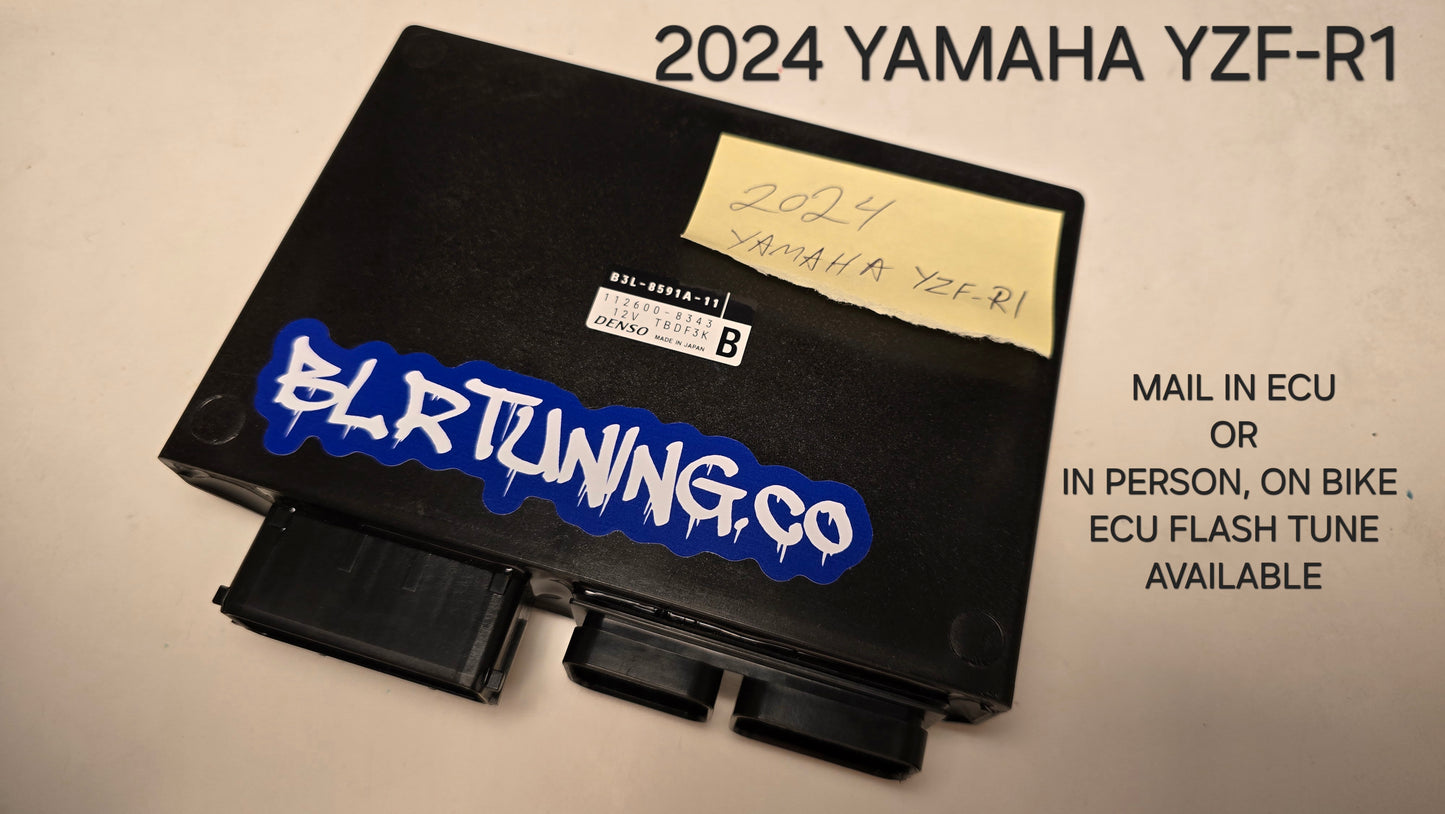 2024 YAMAHA YZF-R1
2024
YAMAHA YZF-R1
B3L-8591A-11
112600-8343
12V TBDF3K
DENSO MADE IN JAPAN B
BLRTUNING.CO
MAIL IN ECU
OR
IN PERSON, ON BIKE
ECU FLASH TUNE
AVAILABLE